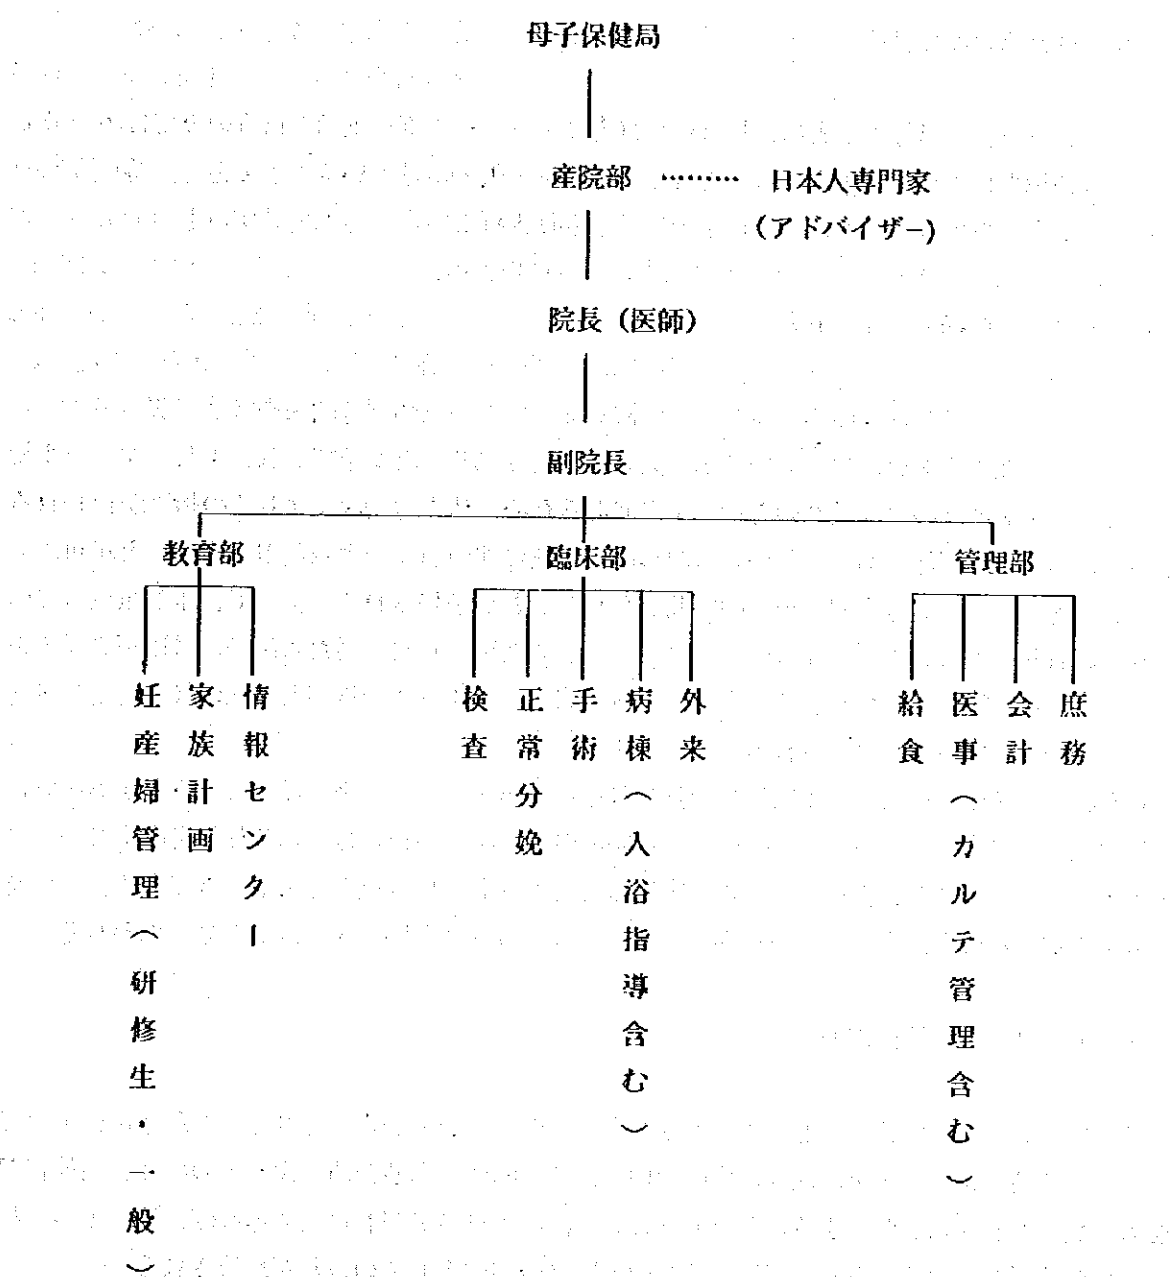 母子保健局
産院部 ……… 日本人専門家
(アドバイザー)
院長（医師）
副院長
教育部
臨床部
管理部
妊産婦管理（研修生・一般）
家族計画
情報センター
検査
正常分娩
手術
病棟（入浴指導含む）
外来
給食
医事（カルテ管理含む）
会計
庶務